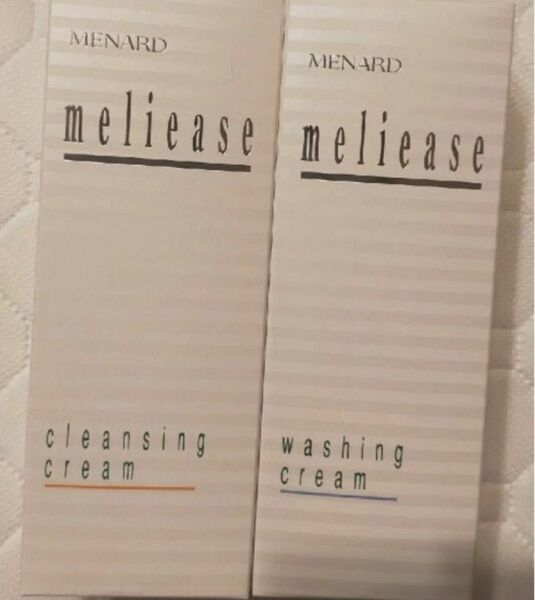 MENARD
meliease
cleansing
cream
MENARD
meliease
washing
cream